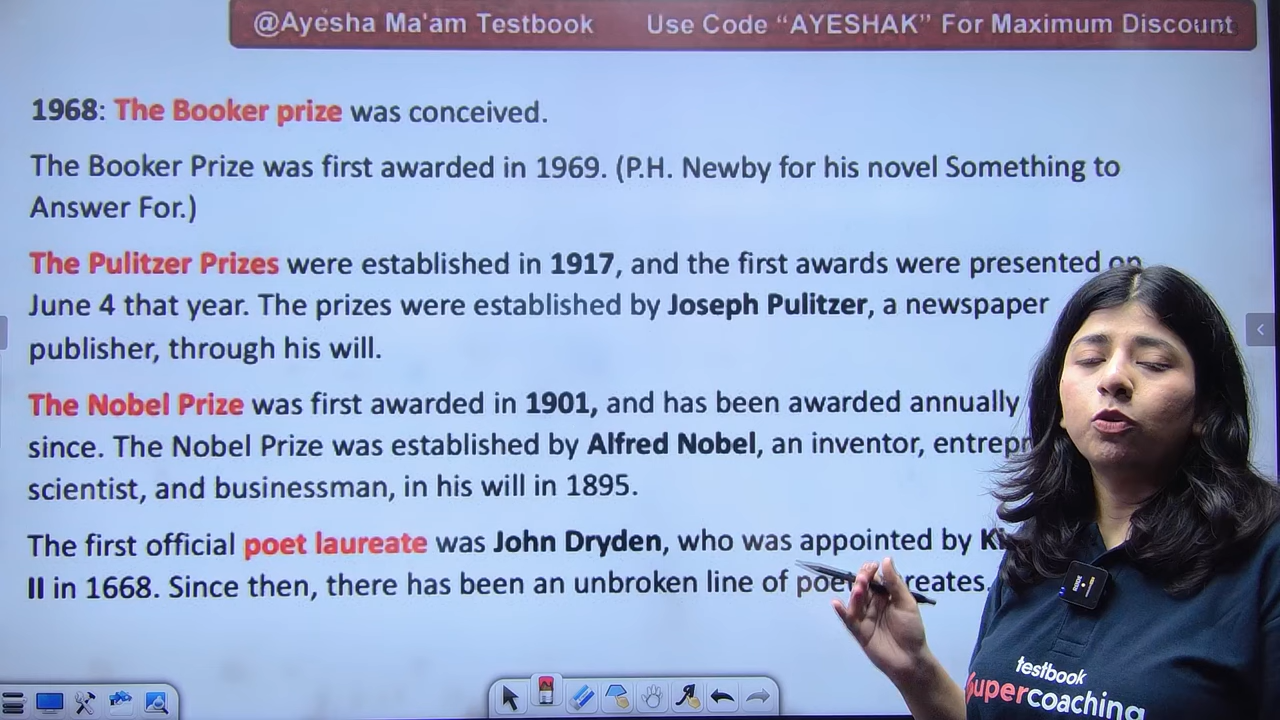 @Ayesha Ma'am Testbook Use Code “AYESHAK” For Maximum Discount
1968: The Booker prize was conceived.
The Booker Prize was first awarded in 1969. (P.H. Newby for his novel Something to
Answer For.)
The Pulitzer Prizes were established in 1917, and the first awards were presented on
June 4 that year. The prizes were established by Joseph Pulitzer, a newspaper
publisher, through his will.
The Nobel Prize was first awarded in 1901, and has been awarded annually
since. The Nobel Prize was established by Alfred Nobel, an inventor,
scientist, and businessman, in his will in 1895.
The first official poet laureate was John Dryden, who was appointed by
II in 1668. Since then, there has been an unbroken line of
testbook
supercoaching